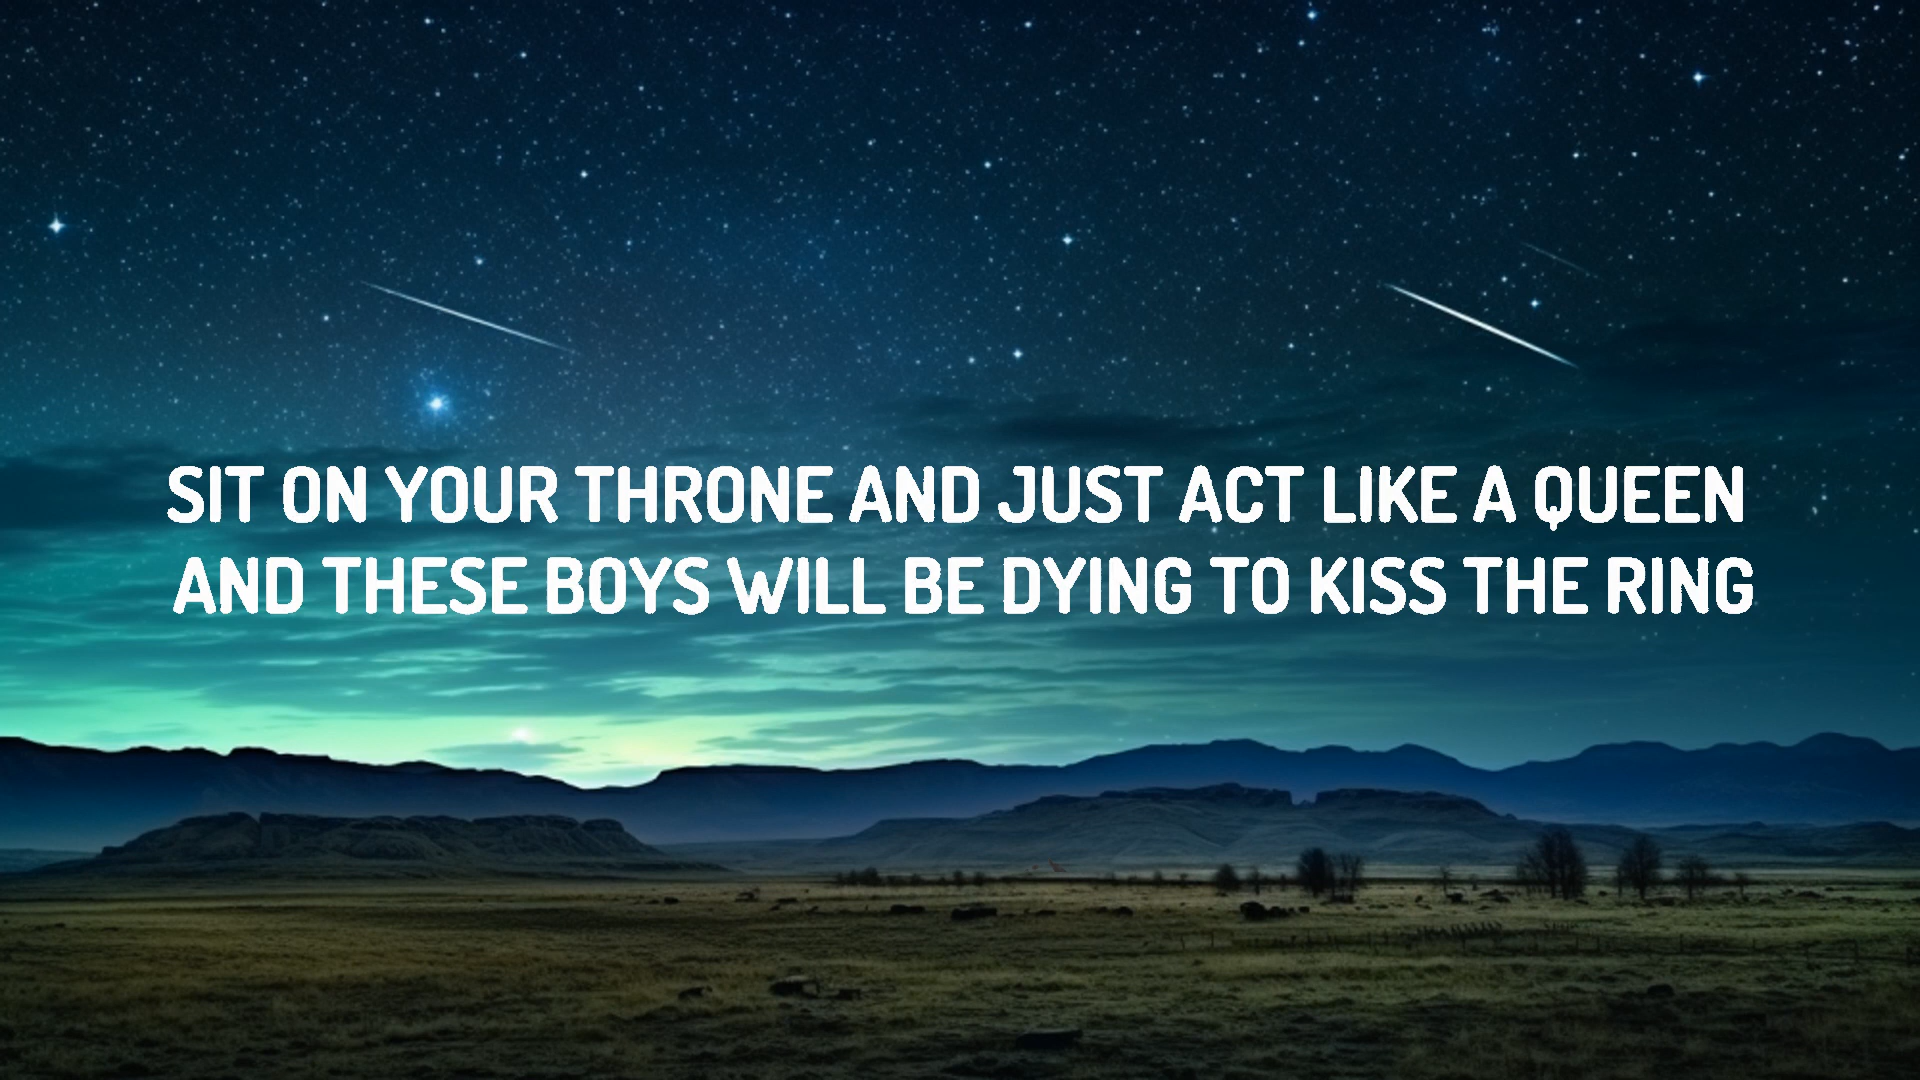 SIT ON YOUR THRONE AND JUST ACT LIKE A QUEEN
AND THESE BOYS WILL BE DYING TO KISS THE RING